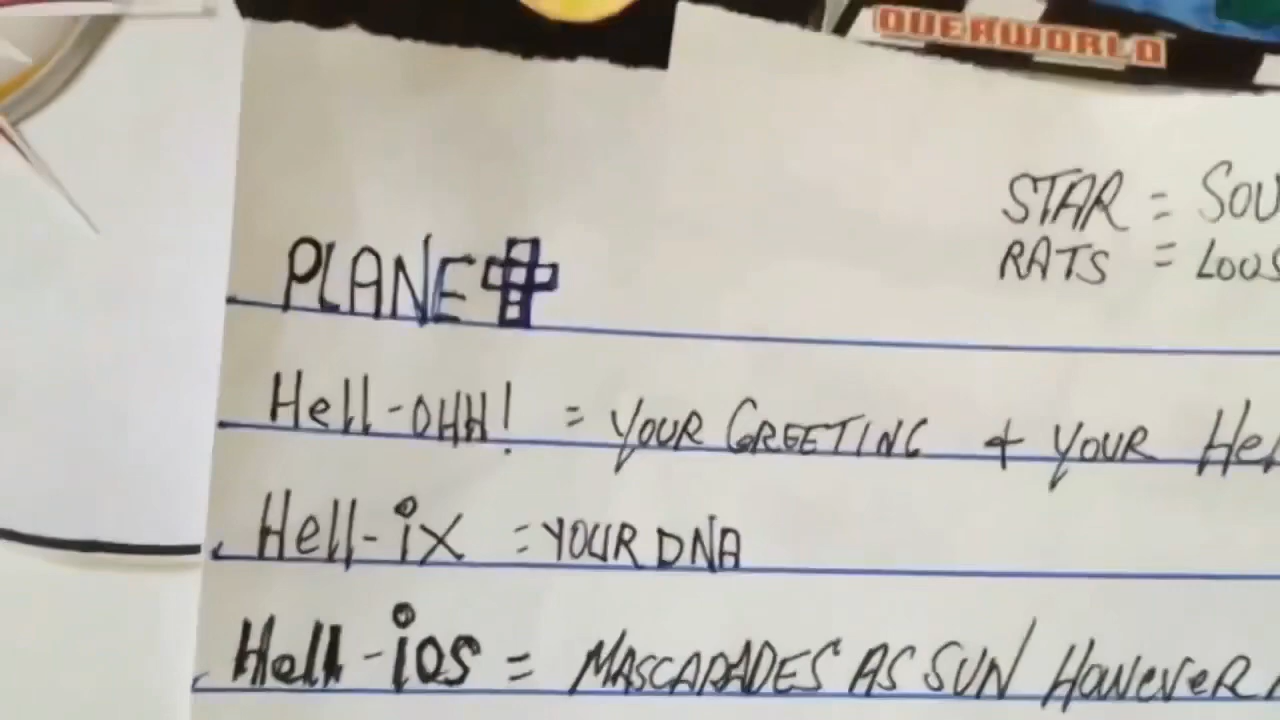 OVERWORLD
STAR = SOU
RATS = LOOS
PLANE
Hell-OHH! = YOUR GREETING + YOUR Hel
Hell-ix = YOUR DNA
Hell-ios = MASCARADES AS SUN HOWEVER